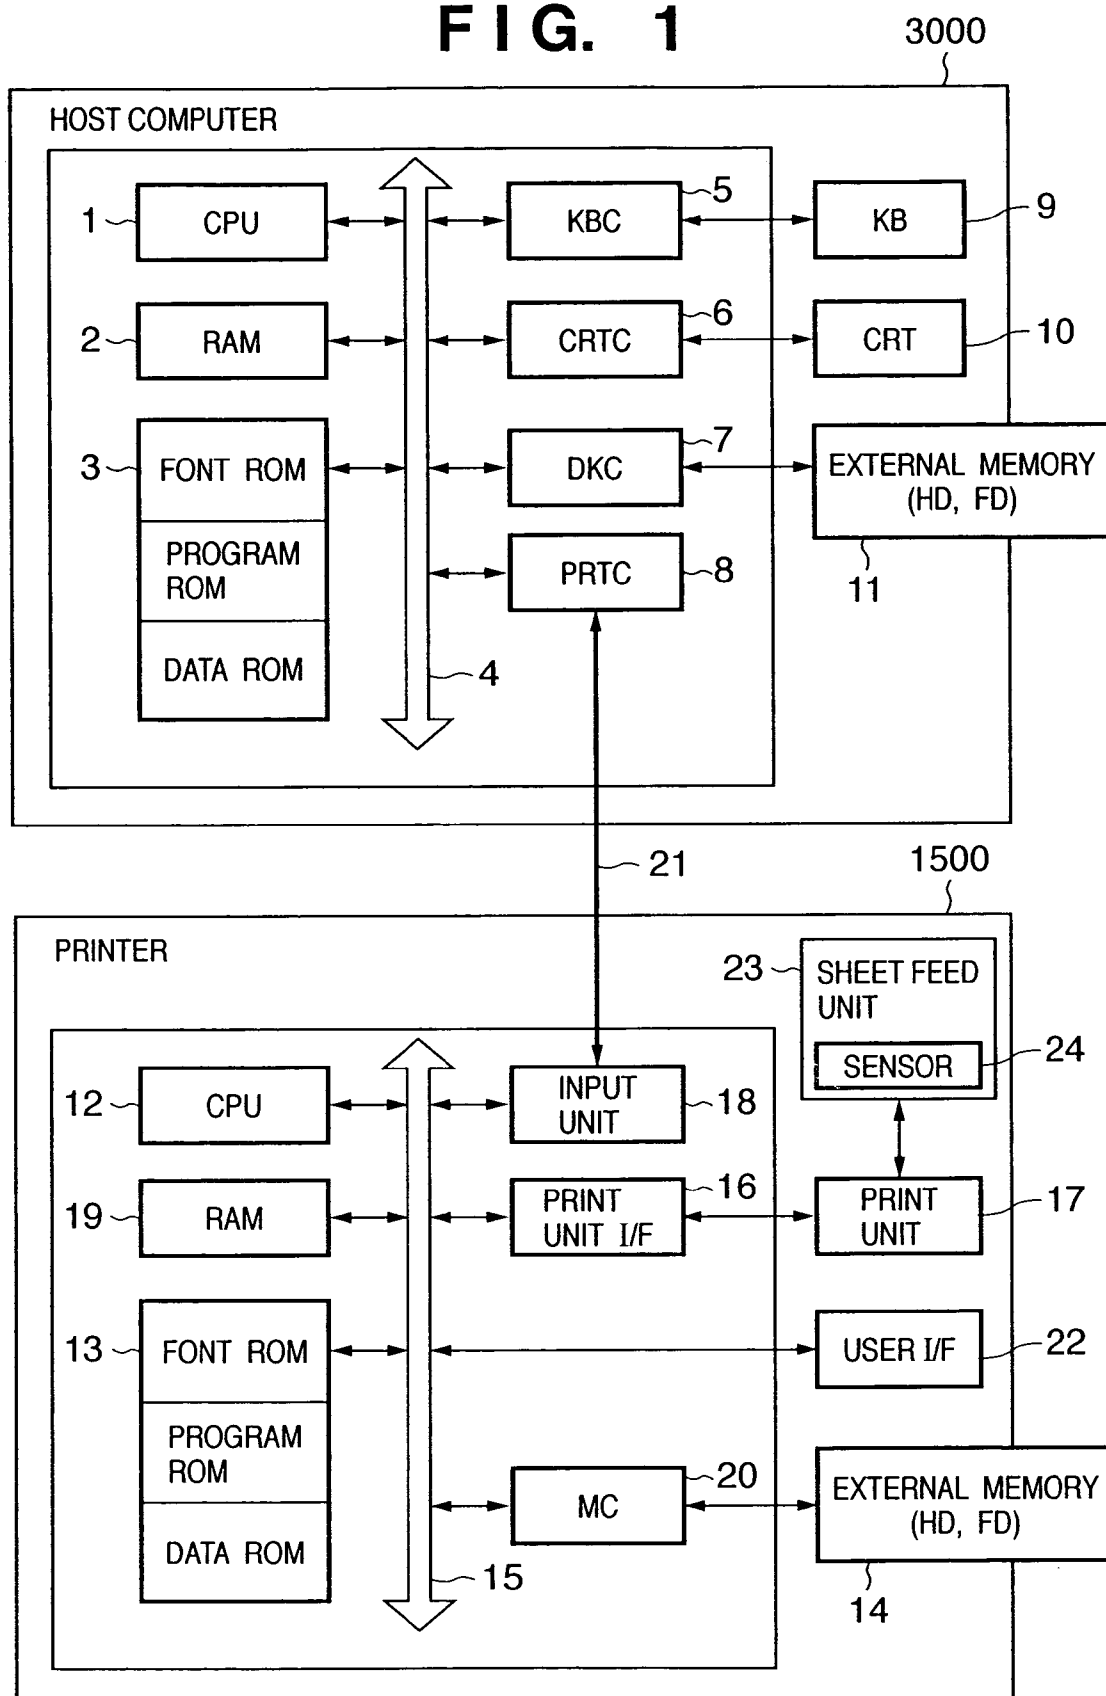 FIG. 1
3000
HOST COMPUTER
1
CPU
KBC
5
KB
9
2
RAM
CRTC
6
CRT
10
3
FONT ROM
DKC
7
EXTERNAL MEMORY
(HD, FD)
11
PROGRAM
ROM
PRTC
8
DATA ROM
4
21
1500
PRINTER
23
SHEET FEED
UNIT
SENSOR
24
12
CPU
INPUT
UNIT
18
19
RAM
PRINT
UNIT I/F
16
PRINT
UNIT
17
13
FONT ROM
USER I/F
22
PROGRAM
ROM
MC
20
EXTERNAL MEMORY
(HD, FD)
14
DATA ROM
15